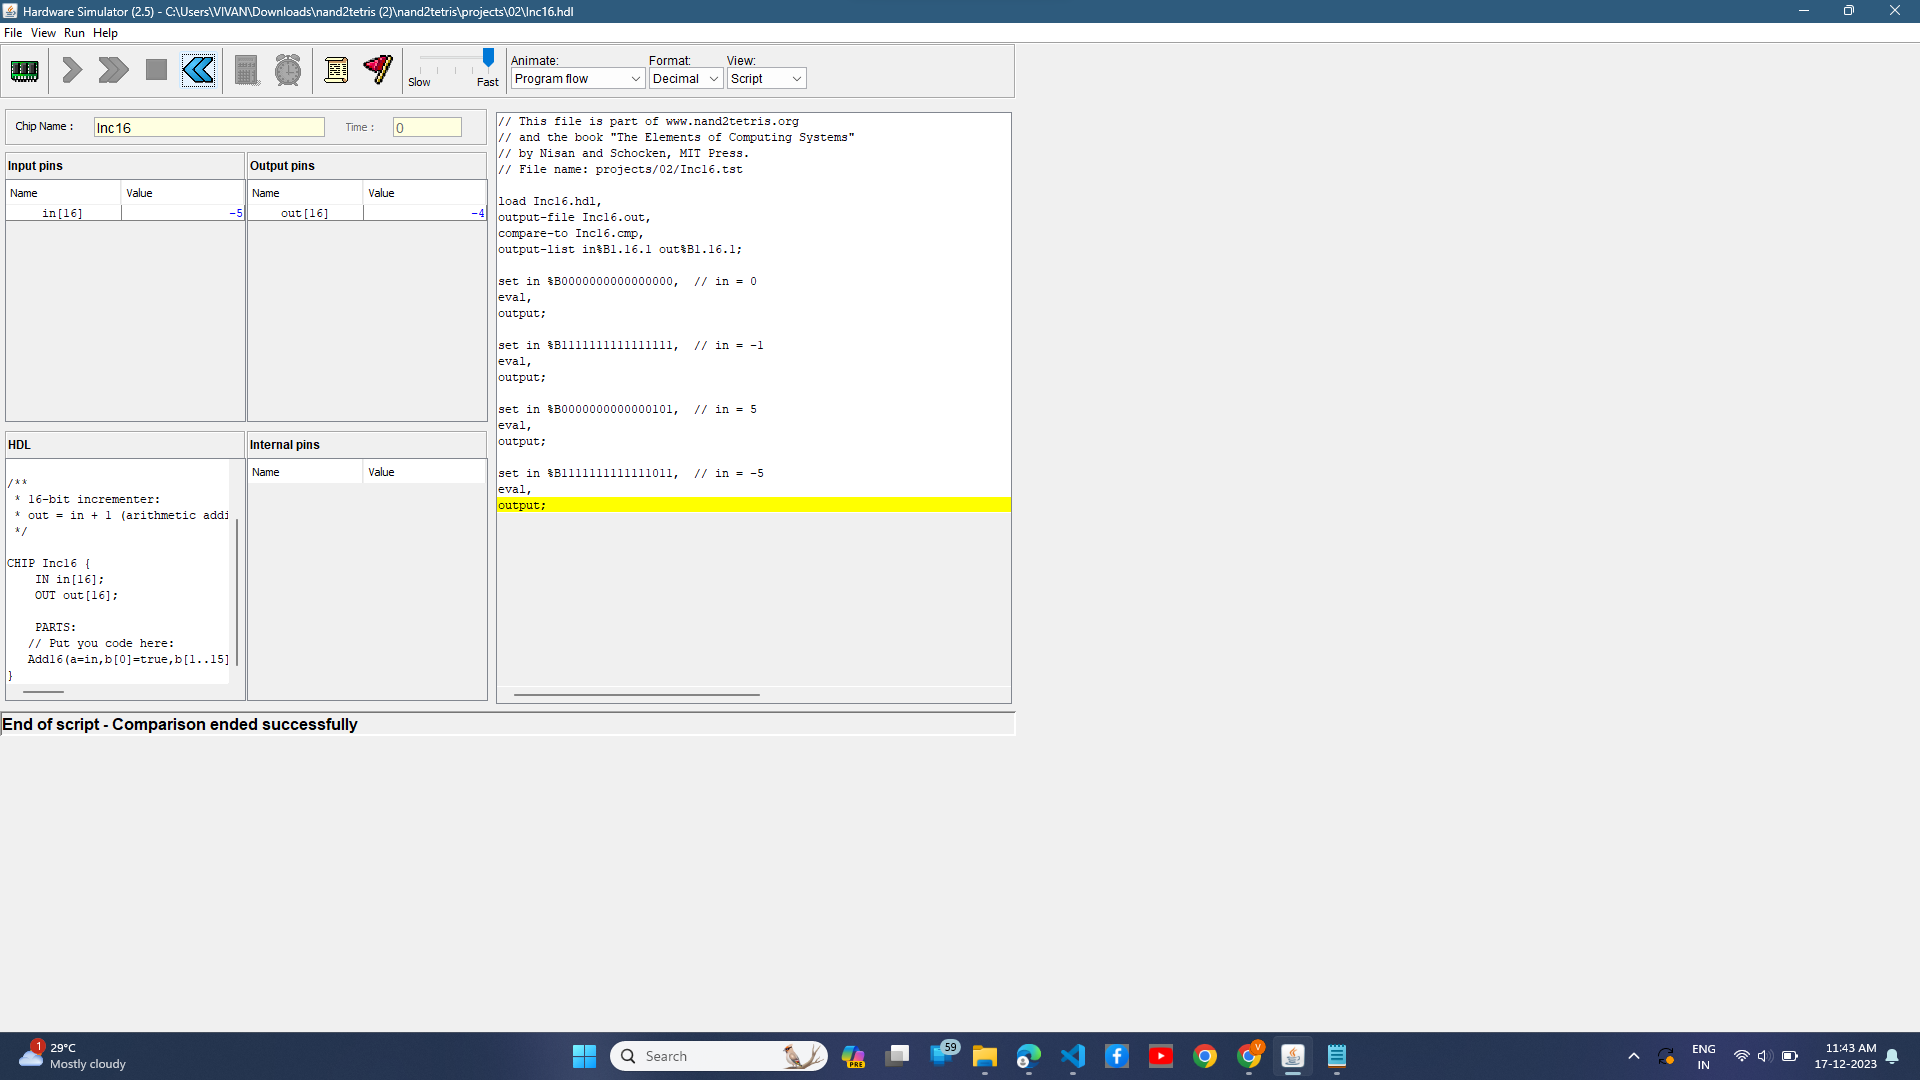 Hardware Simulator (2.5) - C:\Users\VIVAN\Downloads\nand2tetris (2)\nand2tetris\projects\02\Inc16.hdl
File View Run Help
Slow Fast
Animate:
Program flow
Format:
Decimal
View:
Script
Chip Name :
Inc16
Time :
0
Input pins
Name Value
in[16] -5
Output pins
Name Value
out[16] -4
HDL
/**
* 16-bit incrementer:
* out = in + 1 (arithmetic addi
*/
CHIP Inc16 {
IN in[16];
OUT out[16];
PARTS:
// Put you code here:
Add16(a=in,b[0]=true,b[1..15]
}
Internal pins
Name Value
// This file is part of www.nand2tetris.org
// and the book "The Elements of Computing Systems"
// by Nisan and Schocken, MIT Press.
// File name: projects/02/Inc16.tst
load Inc16.hdl,
output-file Inc16.out,
compare-to Inc16.cmp,
output-list in%B1.16.1 out%B1.16.1;
set in %B0000000000000000,  // in = 0
eval,
output;
set in %B1111111111111111,  // in = -1
eval,
output;
set in %B0000000000000101,  // in = 5
eval,
output;
set in %B1111111111111011,  // in = -5
eval,
output;
End of script - Comparison ended successfully
1
29°C
Mostly cloudy
Search
PRE
59
V
ENG
IN
11:43 AM
17-12-2023